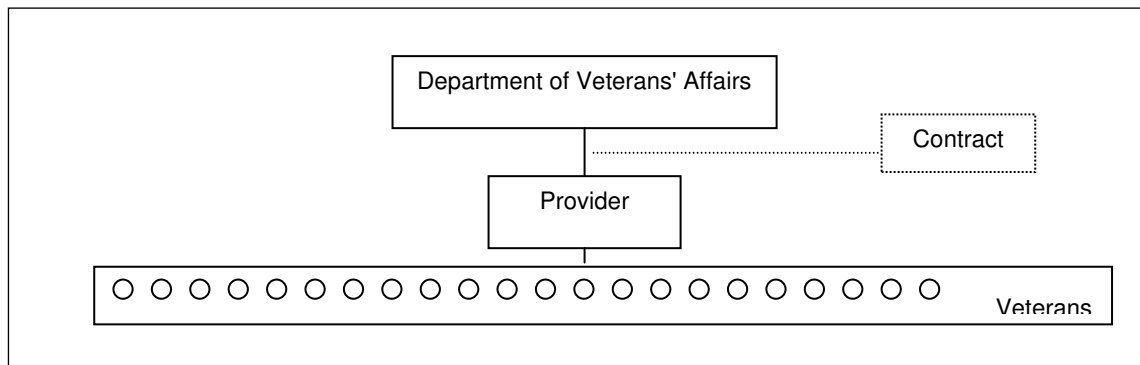 Department of Veterans' Affairs
Contract
Provider
Veterans